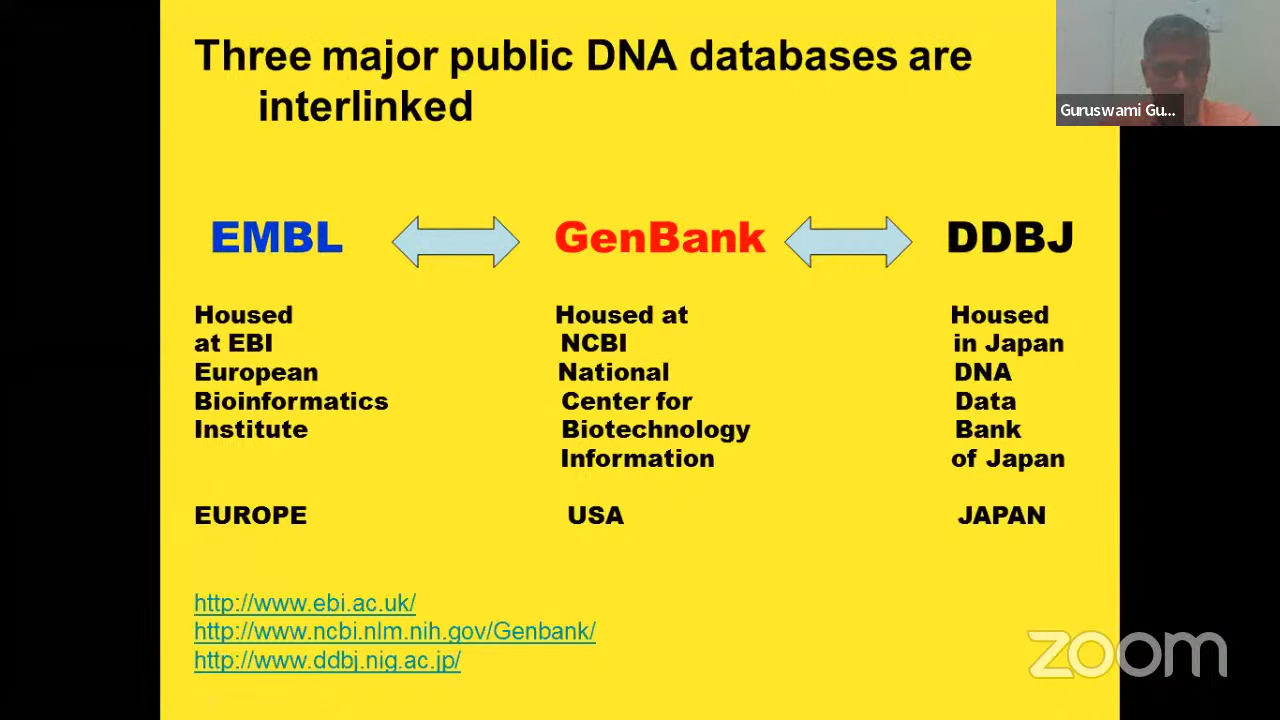 Three major public DNA databases are
interlinked
Guruswami Gu...
EMBL
GenBank
DDBJ
Housed
at EBI
European
Bioinformatics
Institute
EUROPE
Housed at
NCBI
National
Center for
Biotechnology
Information
USA
Housed
in Japan
DNA
Data
Bank
of Japan
JAPAN
http://www.ebi.ac.uk/
http://www.ncbi.nlm.nih.gov/Genbank/
http://www.ddbj.nig.ac.jp/
zoom